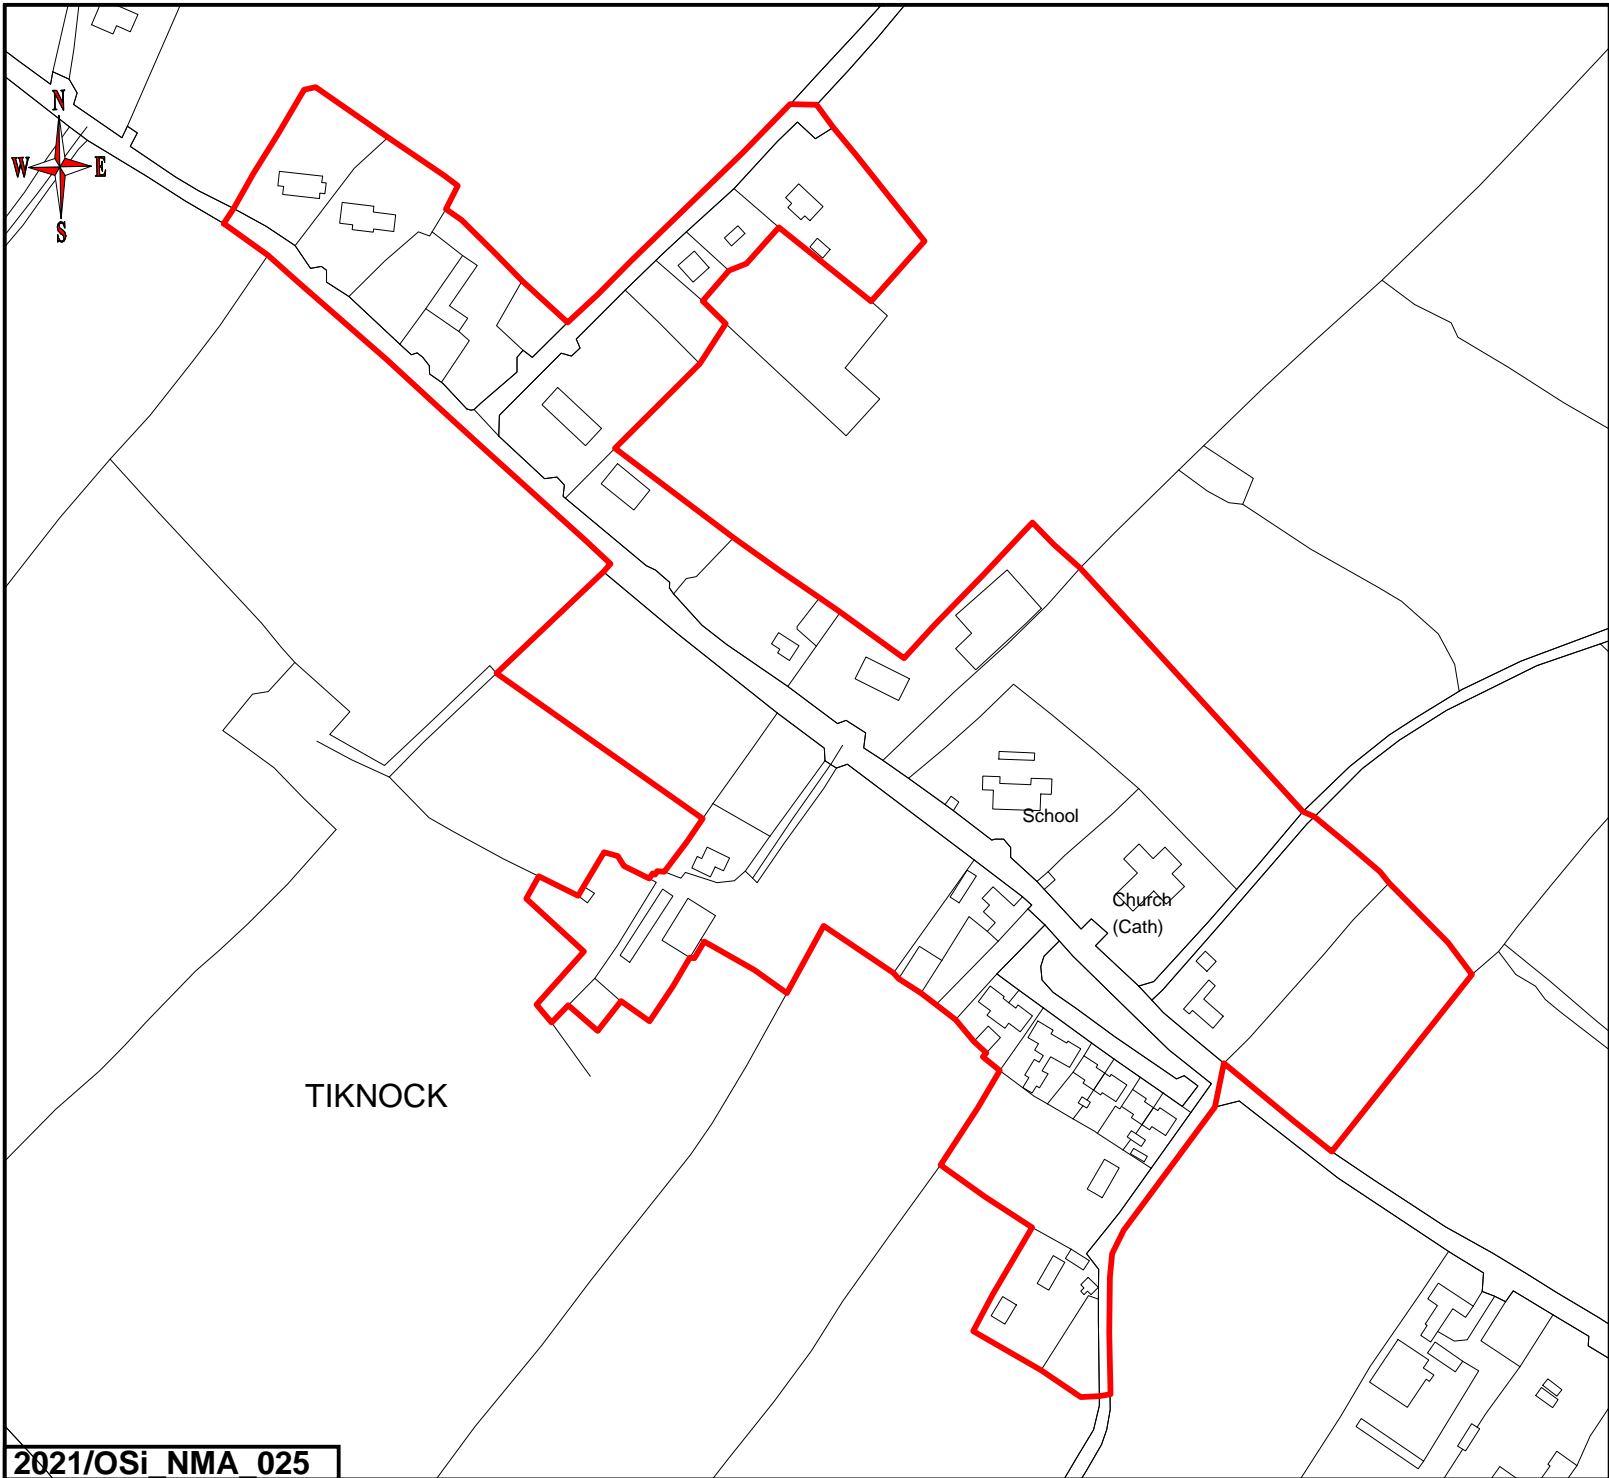 N
W E
S
School
Church
(Cath)
TIKNOCK
2021/OSi_NMA_025